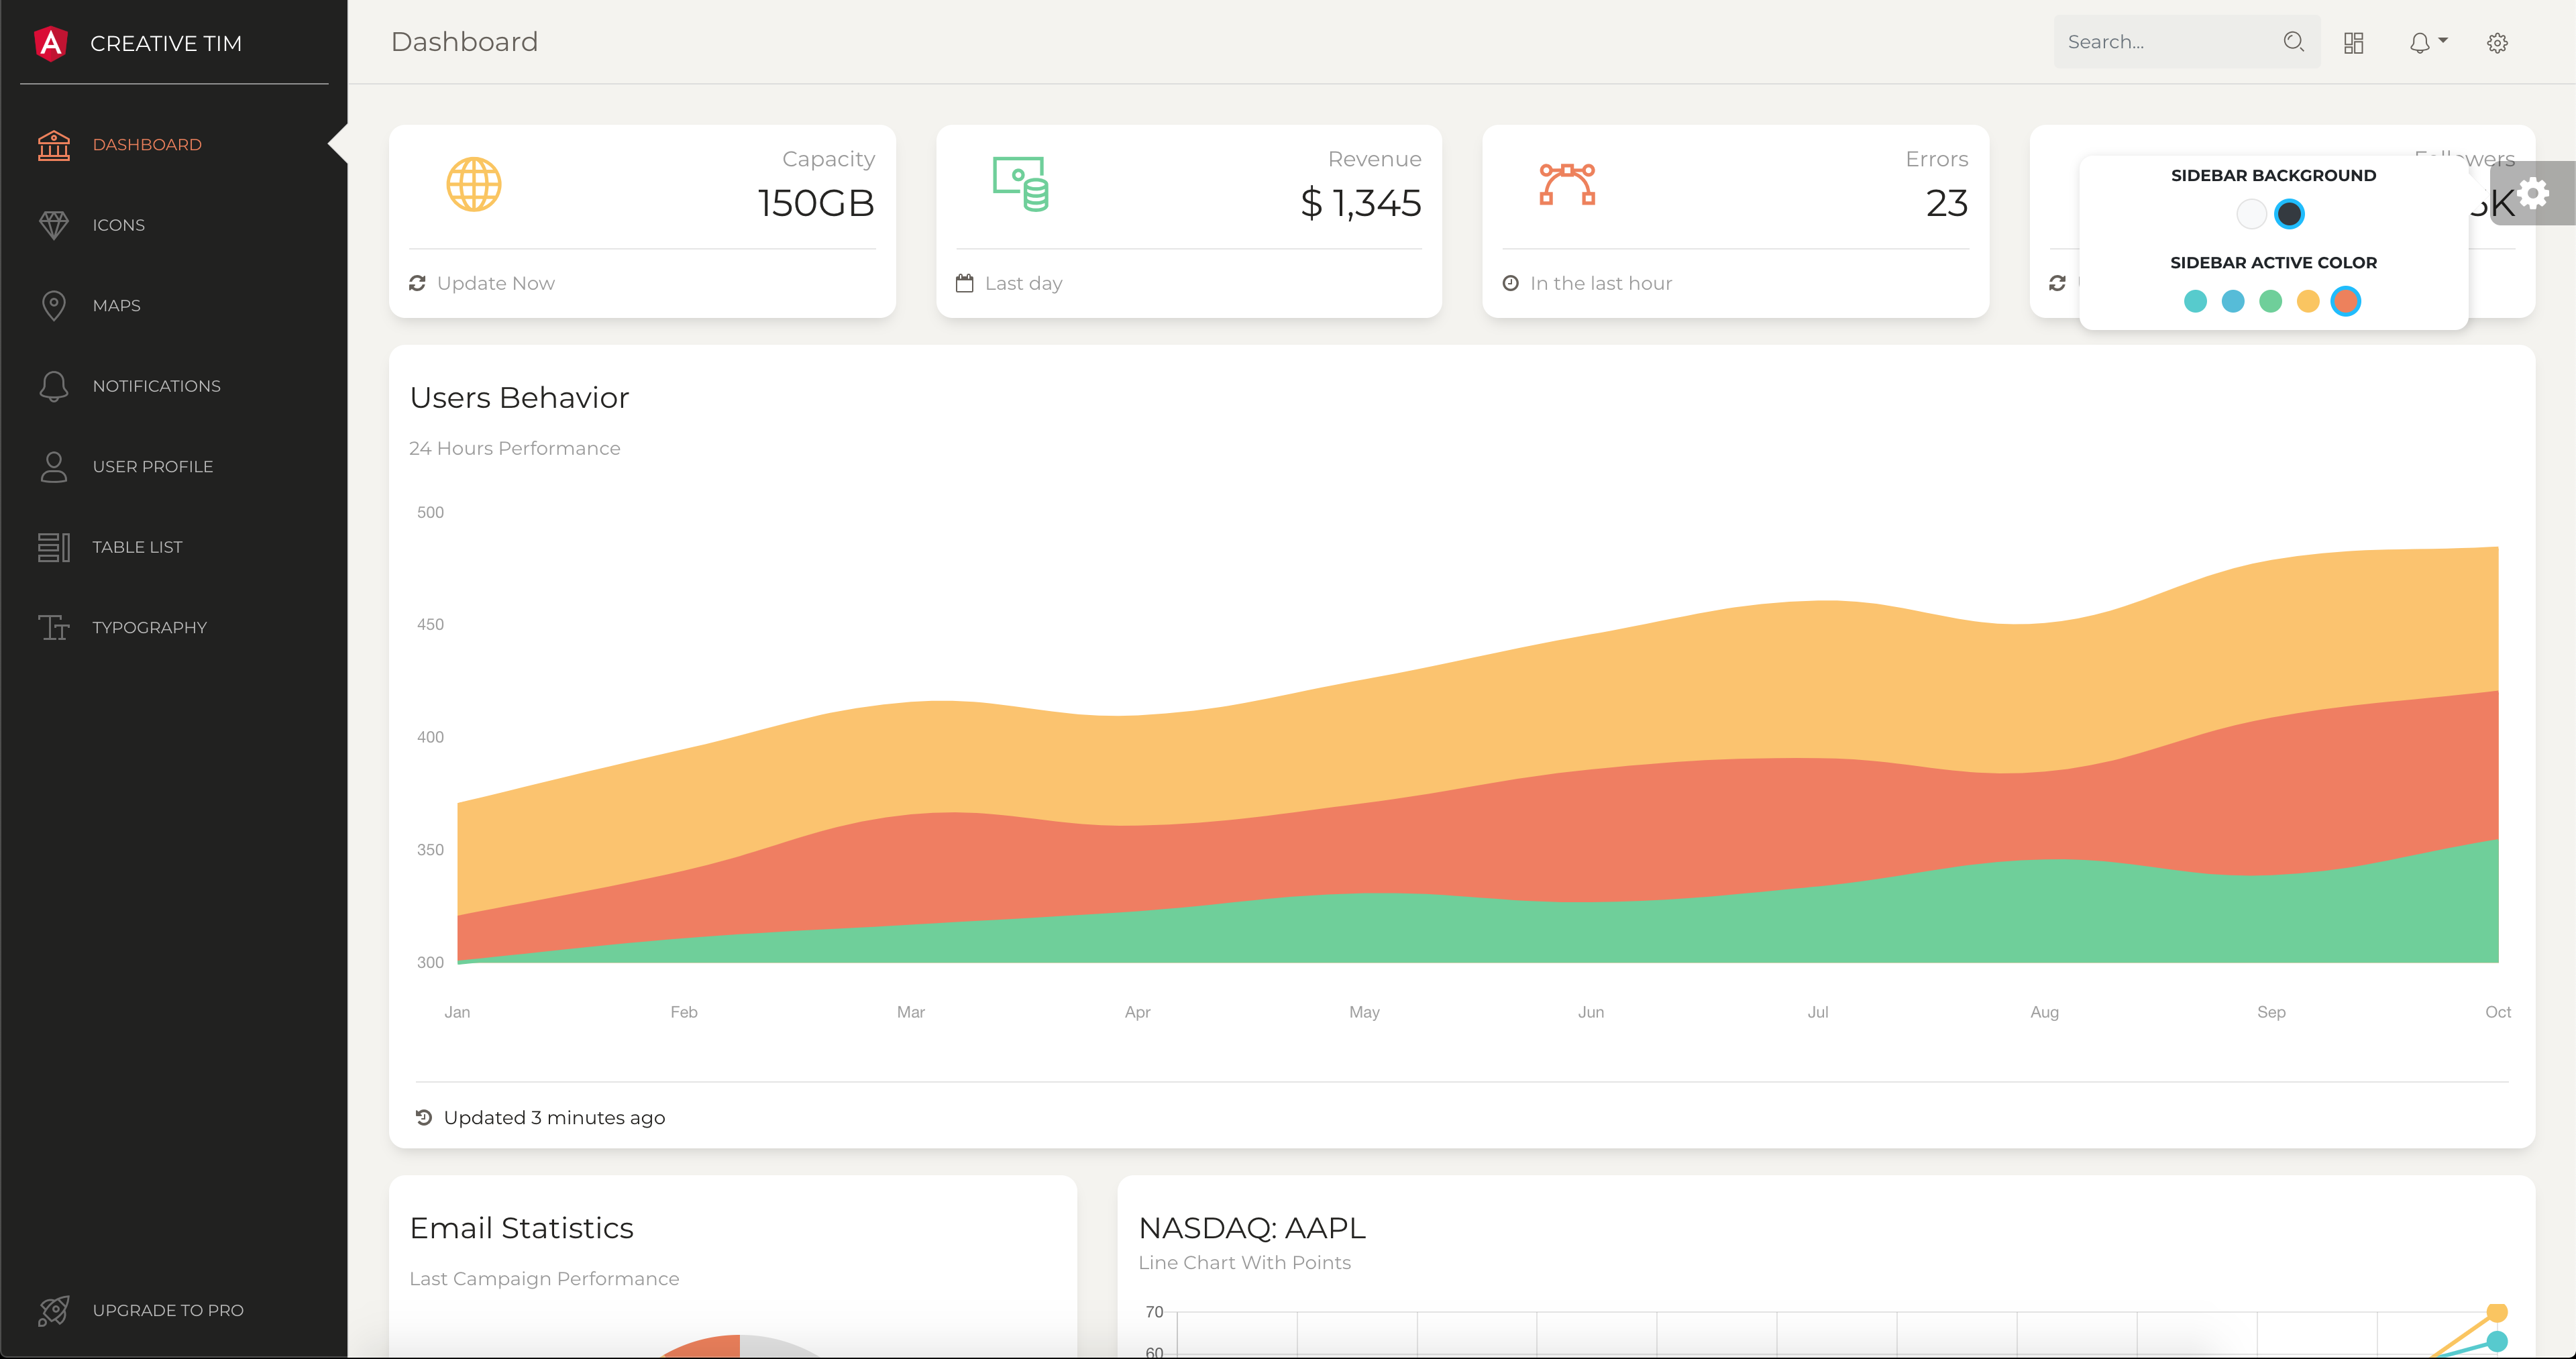 CREATIVE TIM
DASHBOARD
ICONS
MAPS
NOTIFICATIONS
USER PROFILE
TABLE LIST
TYPOGRAPHY
UPGRADE TO PRO
Dashboard
Search...
Capacity
150GB
Update Now
Revenue
$ 1,345
Last day
Errors
23
In the last hour
SIDEBAR BACKGROUND
SIDEBAR ACTIVE COLOR
Users Behavior
24 Hours Performance
500
450
400
350
300
Jan Feb Mar Apr May Jun Jul Aug Sep Oct
Updated 3 minutes ago
Email Statistics
Last Campaign Performance
NASDAQ: AAPL
Line Chart With Points
70
60